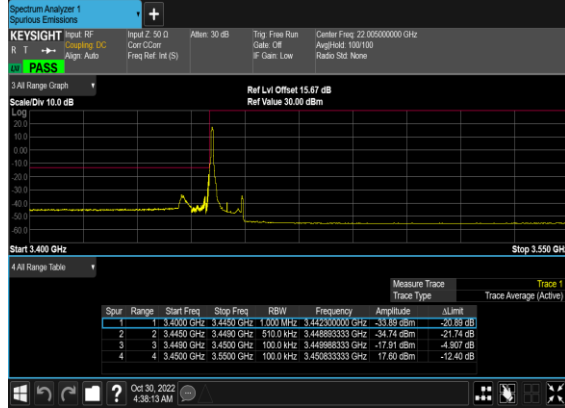 Spectrum Analyzer 1
Spurious Emissions
KEYSIGHT
R T
LXI PASS
Input: RF
Coupling: DC
Align: Auto
Input Z: 50 Ω
Corr CCorr
Freq Ref: Int (S)
Atten: 30 dB
Trig: Free Run
Gate: Off
IF Gain: Low
Center Freq: 22.005000000 GHz
Avg|Hold: 100/100
Radio Std: None
3 All Range Graph
Scale/Div 10.0 dB
Ref Lvl Offset 15.67 dB
Ref Value 30.00 dBm
Log
20.0
10.0
0.00
-10.0
-20.0
-30.0
-40.0
-50.0
-60.0
Start 3.400 GHz
Stop 3.550 GH
4 All Range Table
Measure Trace Trace 1
Trace Type Trace Average (Active)
Spur Range Start Freq Stop Freq RBW Frequency Amplitude ΔLimit
1 1 3.4000 GHz 3.4450 GHz 1.000 MHz 3.442300000 GHz -33.89 dBm -20.89 dB
2 2 3.4450 GHz 3.4490 GHz 510.0 kHz 3.448893333 GHz -34.74 dBm -21.74 dB
3 3 3.4490 GHz 3.4500 GHz 100.0 kHz 3.449988333 GHz -17.91 dBm -4.907 dB
4 4 3.4500 GHz 3.5500 GHz 100.0 kHz 3.450833333 GHz 17.60 dBm -12.40 dB
?
Oct 30, 2022
4:38:13 AM